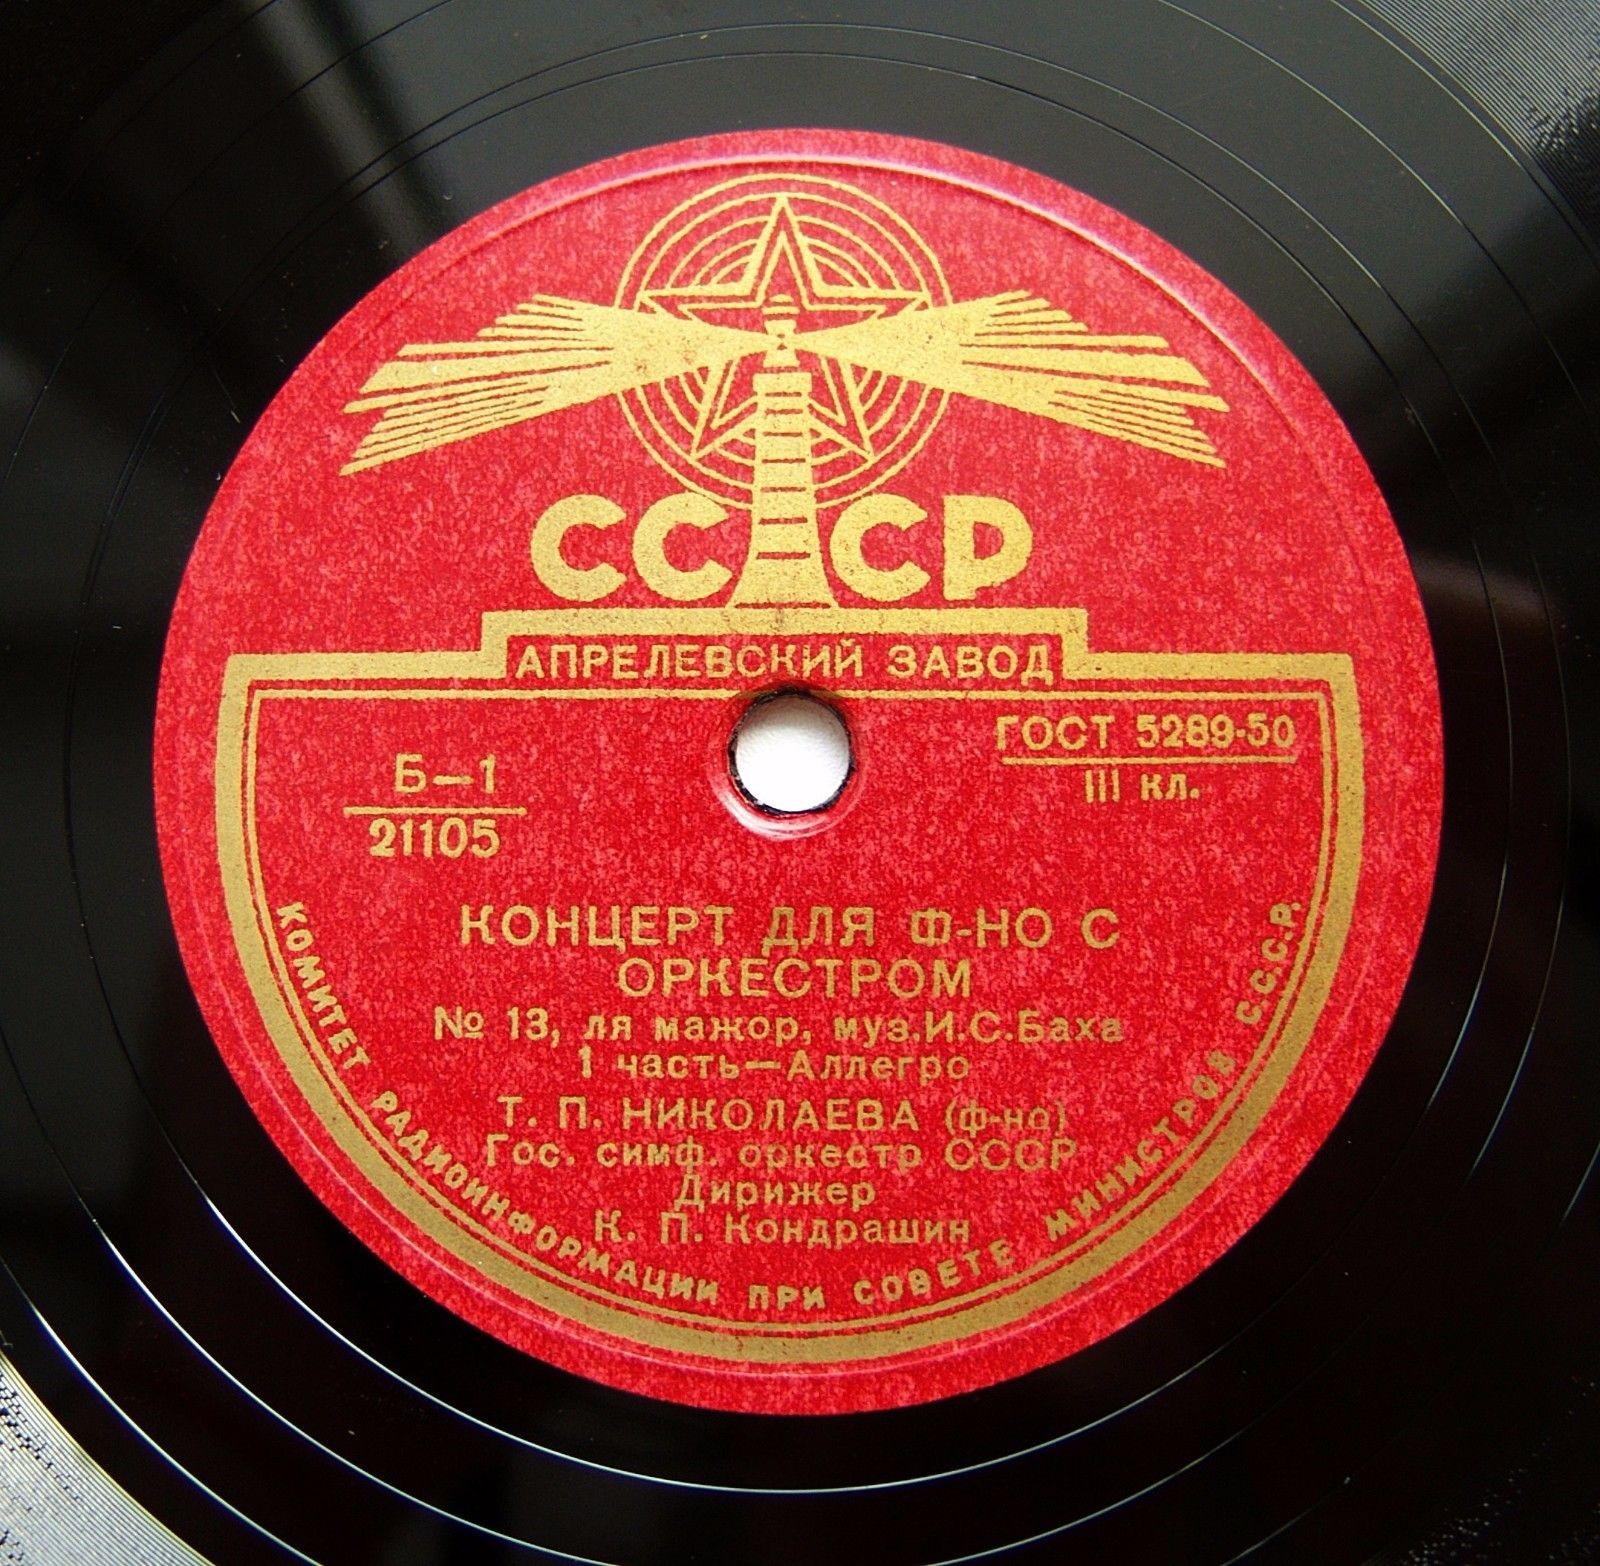 СССР
АПРЕЛЕВСКИЙ ЗАВОД
ГОСТ 5289-50
III кл.
Б–1
21105
КОНЦЕРТ ДЛЯ Ф-НО С
ОРКЕСТРОМ
№ 13, ля мажор, муз.И.С.Баха
1 часть—Аллегро
Т. П. НИКОЛАЕВА (ф-но)
Гос. симф. оркестр СССР
Дирижер
К. П. Кондрашин
КОМИТЕТ РАДИОИНФОРМАЦИИ ПРИ СОВЕТЕ МИНИСТРОВ С.С.С.Р.